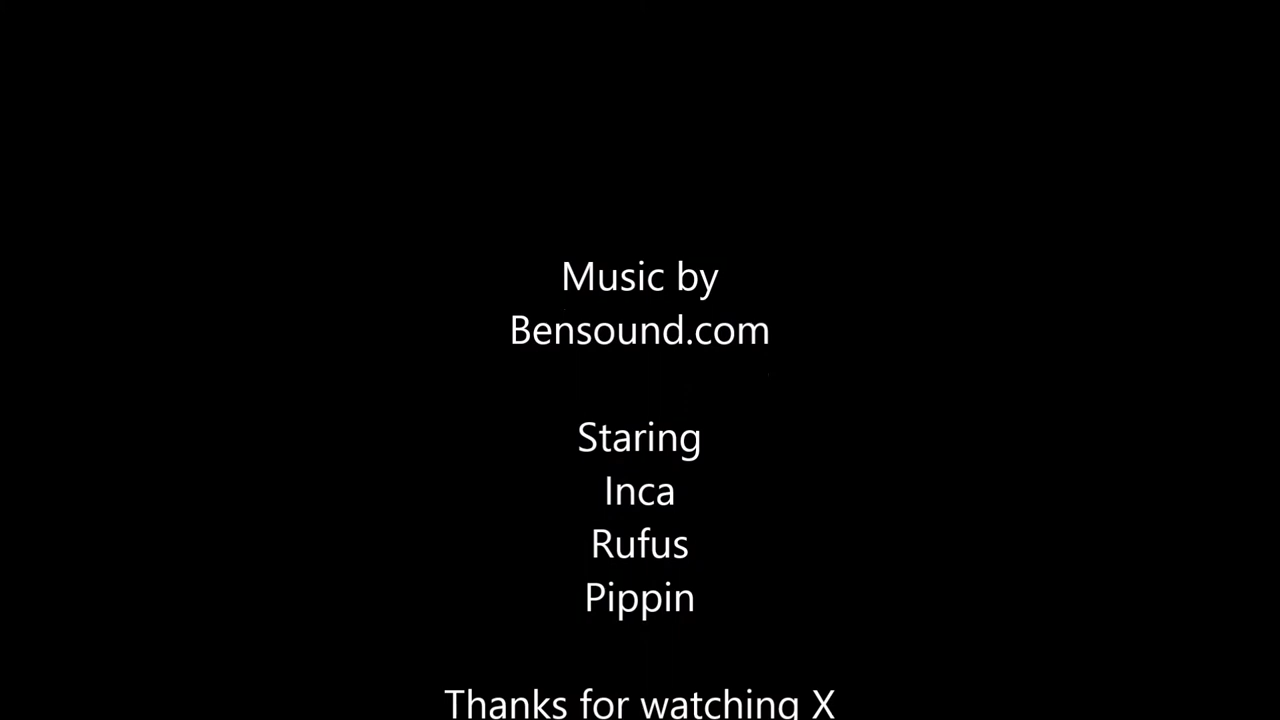 Music by
Bensound.com
Staring
Inca
Rufus
Pippin
Thanks for watching X